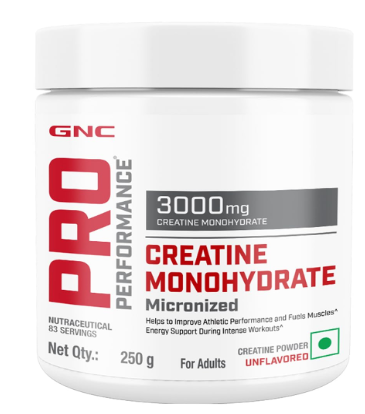 GNC
PRO
PERFORMANCE®
3000mg
CREATINE MONOHYDRATE
CREATINE
MONOHYDRATE
Micronized
Helps to Improve Athletic Performance and Fuels Muscles^
Energy Support During Intense Workouts^
NUTRACEUTICAL
83 SERVINGS
Net Qty.: 250 g
For Adults
CREATINE POWDER
UNFLAVORED